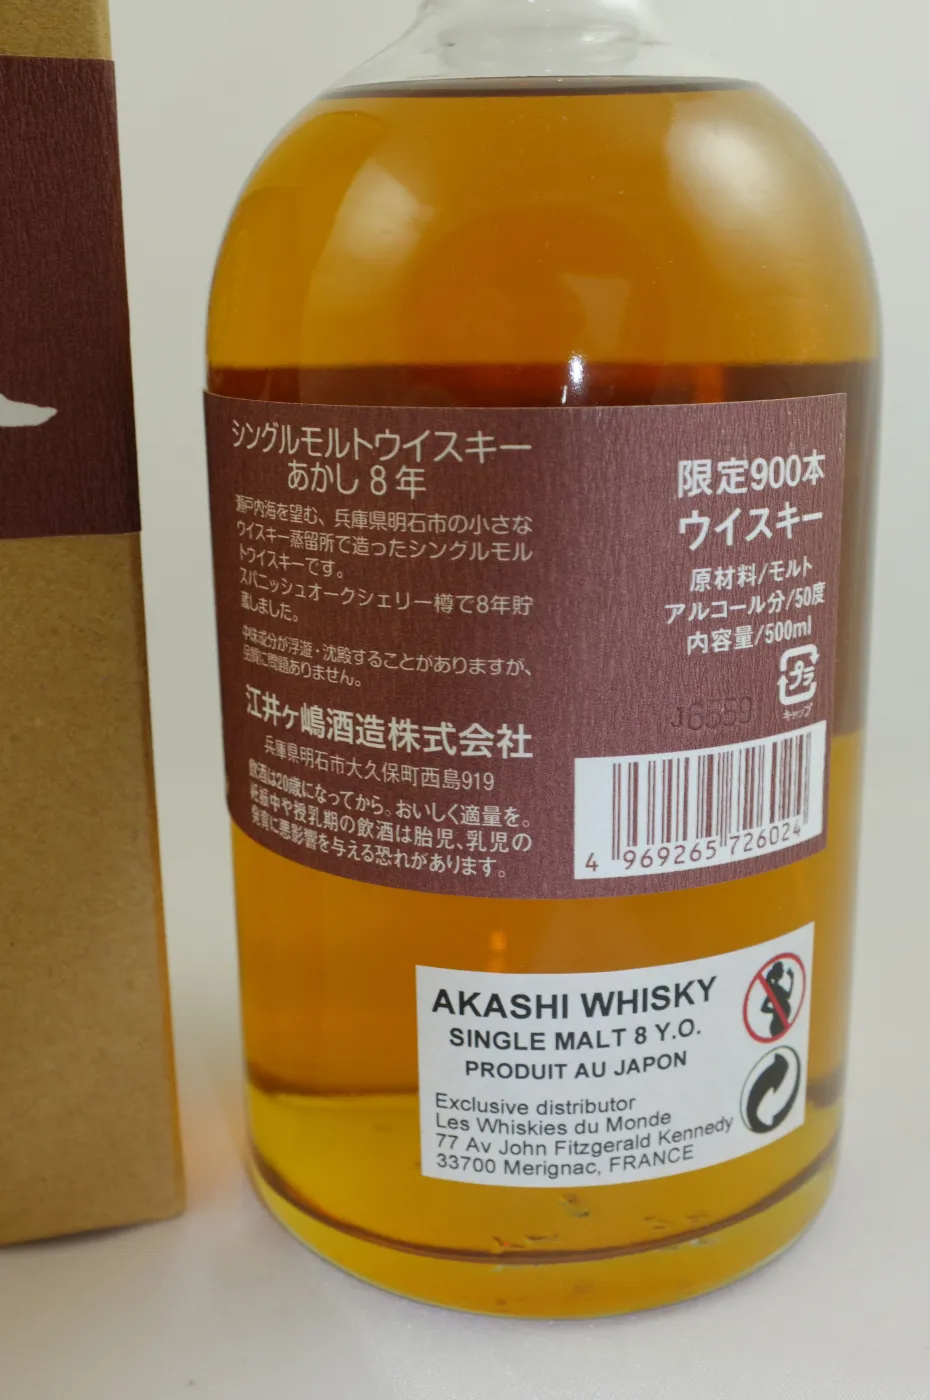 シングルモルトウイスキー
あかし 8 年
瀬戸内海を望む、兵庫県明石市の小さな
ウイスキー蒸留所で造ったシングルモル
トウイスキーです。
スパニッシュオークシェリー樽で8年貯
蔵しました。
中味成分が浮遊・沈殿することがありますが、
品質に問題ありません。
江井ヶ嶋酒造株式会社
兵庫県明石市大久保町西島919
飲酒は20歳になってから。おいしく適量を。
妊娠中や授乳期の飲酒は胎児、乳児の
発育に悪影響を与える恐れがあります。
限定900本
ウイスキー
原材料/モルト
アルコール分/50度
内容量/500ml
プラ
キャップ
4 969265 726024
AKASHI WHISKY
SINGLE MALT 8 Y.O.
PRODUIT AU JAPON
Exclusive distributor
Les Whiskies du Monde
77 Av John Fitzgerald Kennedy
33700 Merignac, FRANCE